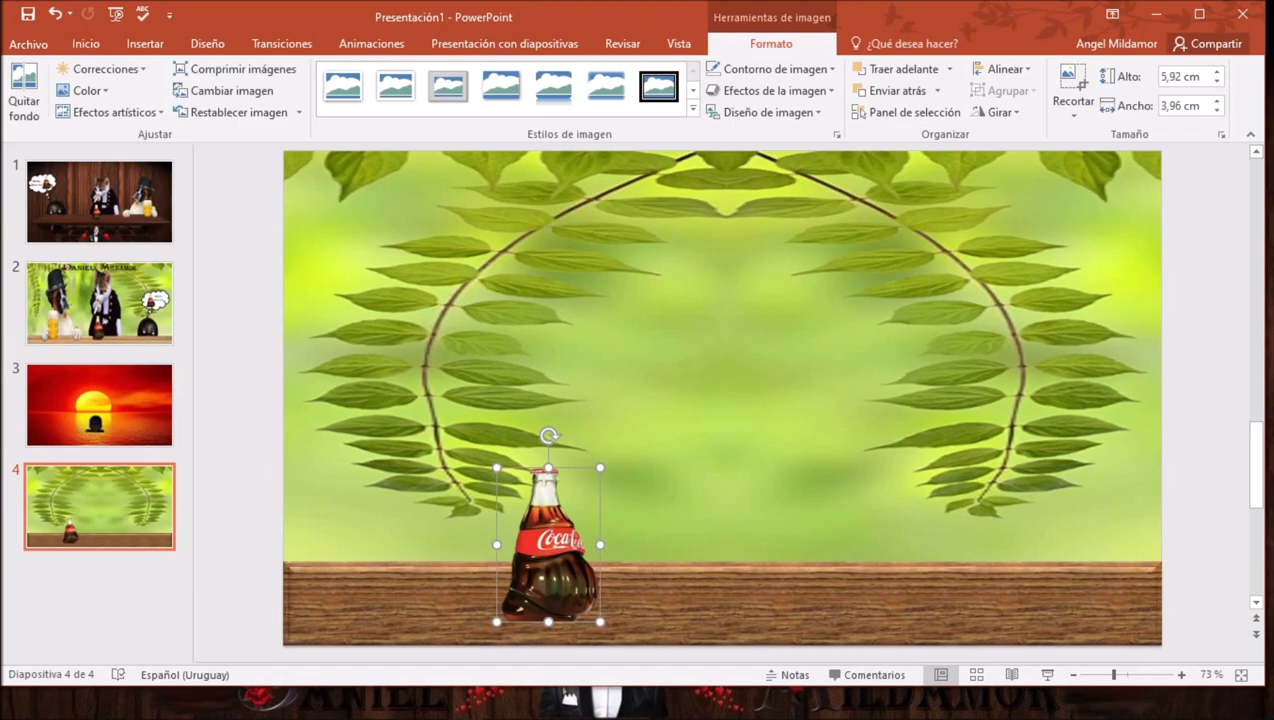 Presentación1 - PowerPoint
Herramientas de imagen
Archivo Inicio Insertar Diseño Transiciones Animaciones Presentación con diapositivas Revisar Vista Formato ¿Qué desea hacer? Angel Mildamor Compartir
Quitar fondo
Correcciones
Color
Efectos artísticos
Comprimir imágenes
Cambiar imagen
Restablecer imagen
Ajustar
Estilos de imagen
Contorno de imagen
Efectos de la imagen
Diseño de imagen
Traer adelante
Enviar atrás
Panel de selección
Alinear
Agrupar
Girar
Organizar
Recortar
Alto: 5,92 cm
Ancho: 3,96 cm
Tamaño
1
2
3
4
Coca
Diapositiva 4 de 4 Español (Uruguay) Notas Comentarios 73 %